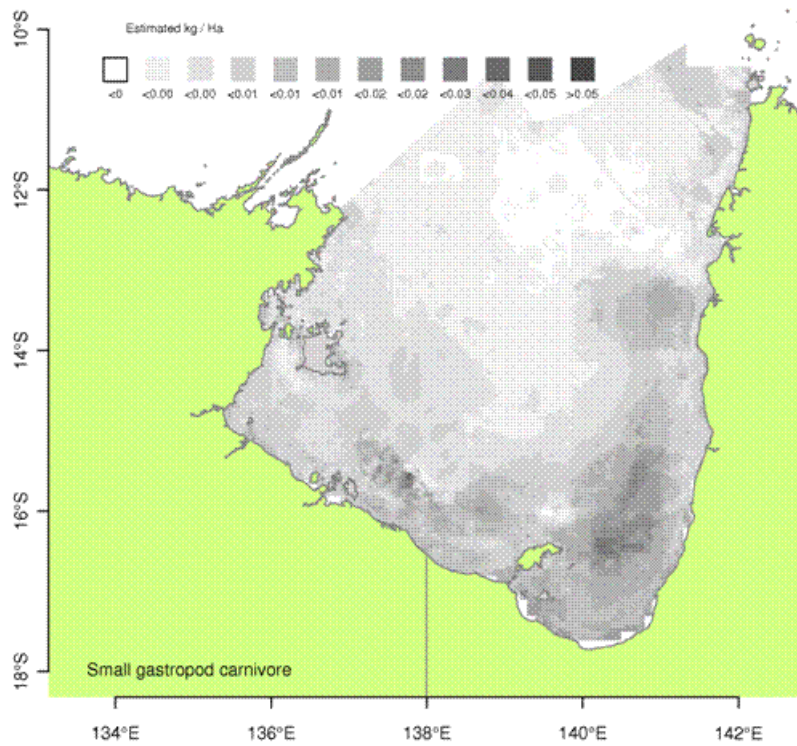 Estimated kg / Ha
<0 <0.00 <0.00 <0.01 <0.01 <0.01 <0.02 <0.02 <0.03 <0.04 <0.05 >0.05
10°S
12°S
14°S
16°S
18°S
Small gastropod carnivore
134°E 136°E 138°E 140°E 142°E